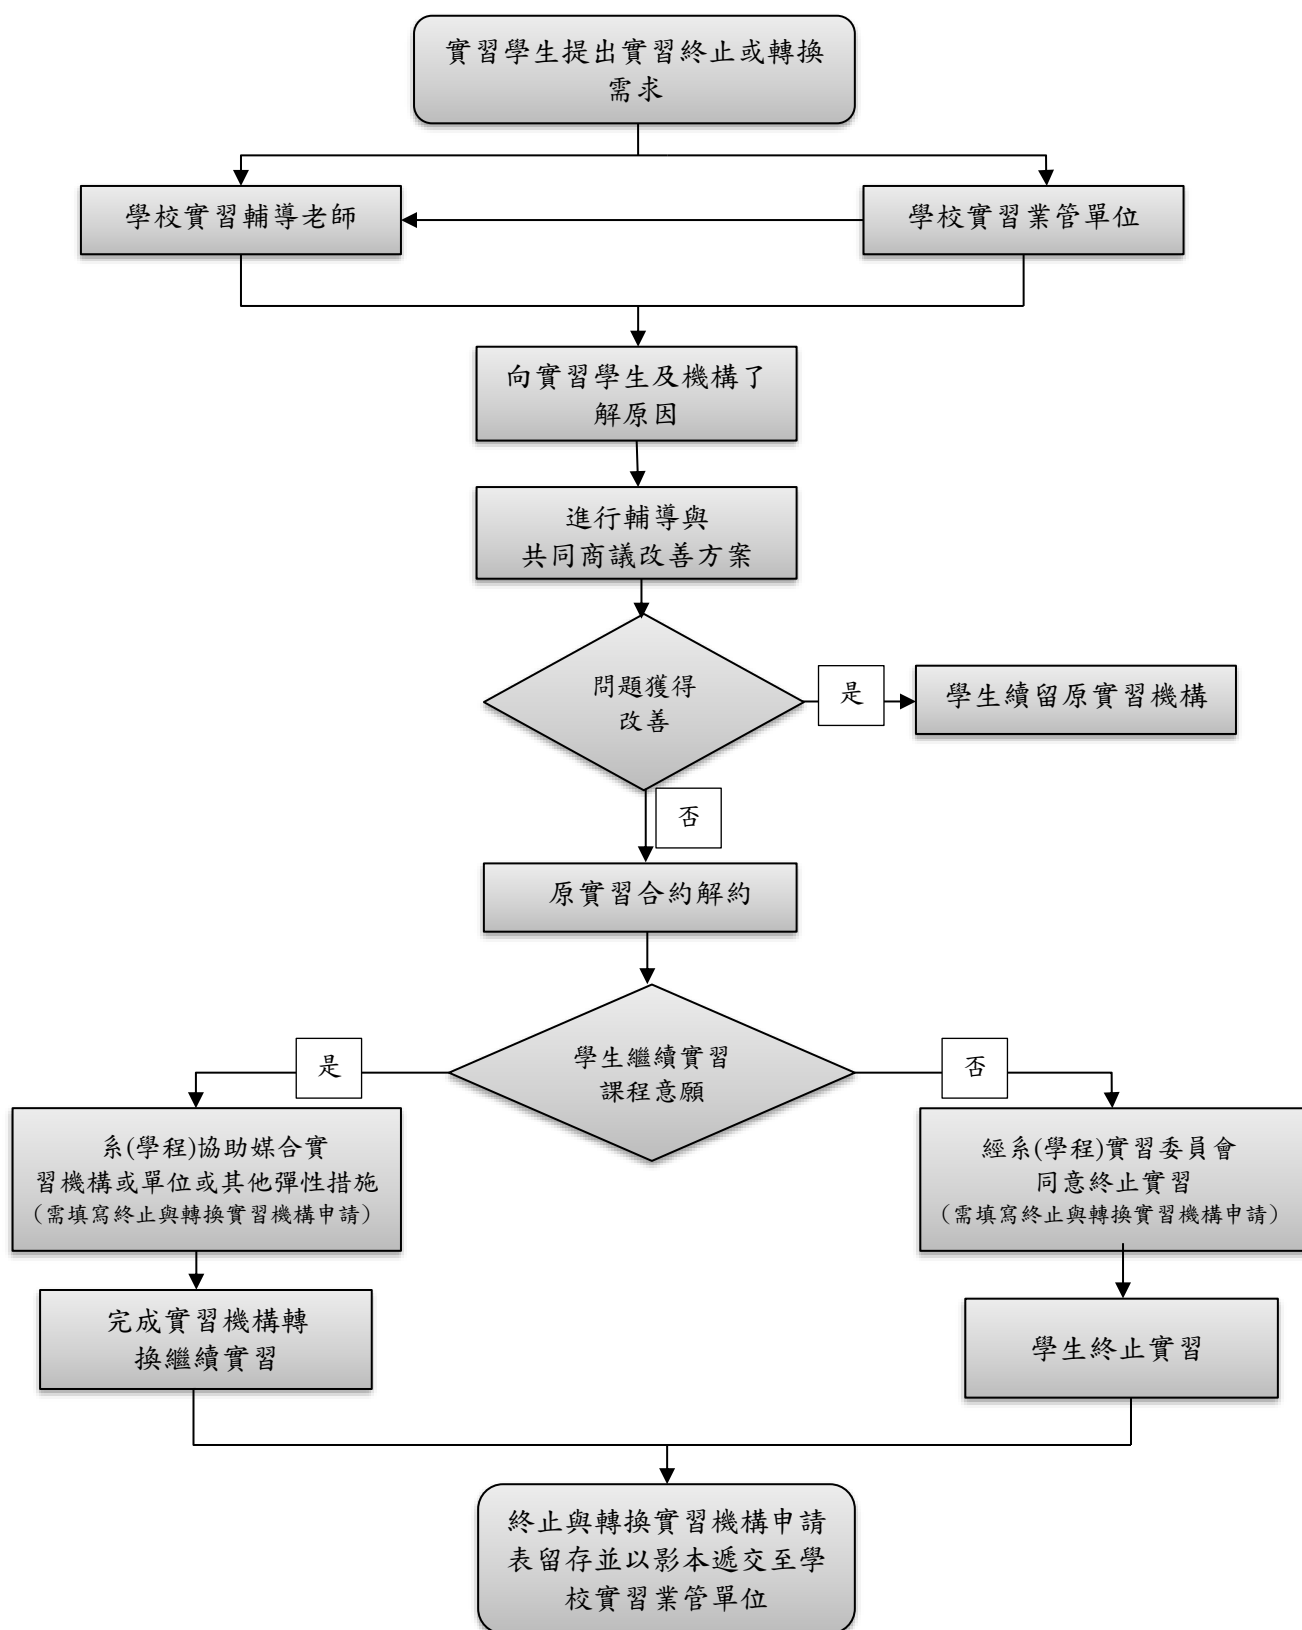 實習學生提出實習終止或轉換
需求
學校實習輔導老師
學校實習業管單位
向實習學生及機構了
解原因
進行輔導與
共同商議改善方案
問題獲得
改善
是
學生續留原實習機構
否
原實習合約解約
學生繼續實習
課程意願
是
否
系(學程)協助媒合實
習機構或單位或其他彈性措施
（需填寫終止與轉換實習機構申請）
經系(學程)實習委員會
同意終止實習
（需填寫終止與轉換實習機構申請）
完成實習機構轉
換繼續實習
學生終止實習
終止與轉換實習機構申請
表留存並以影本遞交至學
校實習業管單位